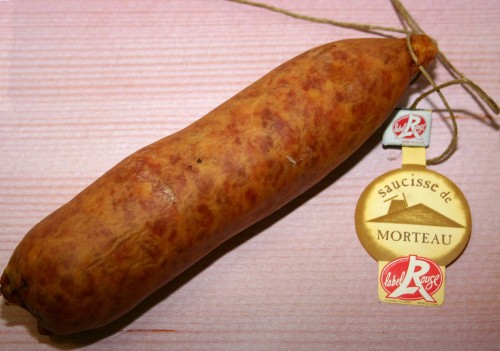 label Rouge
saucisse de
MORTEAU
label Rouge